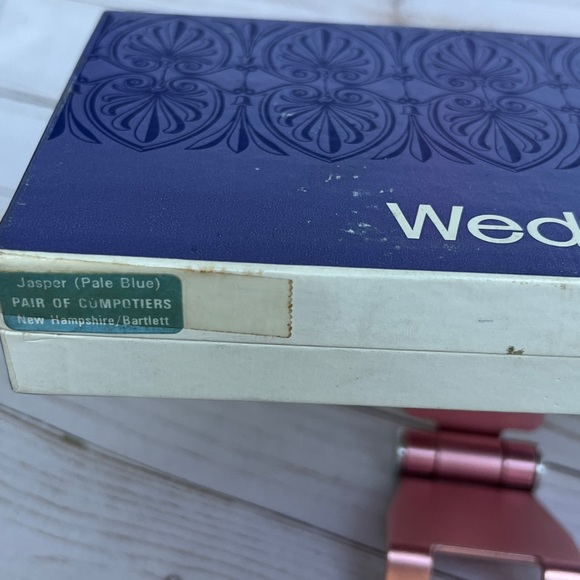 Wed
Jasper (Pale Blue)
PAIR OF COMPOTIERS
New Hampshire/Bartlett